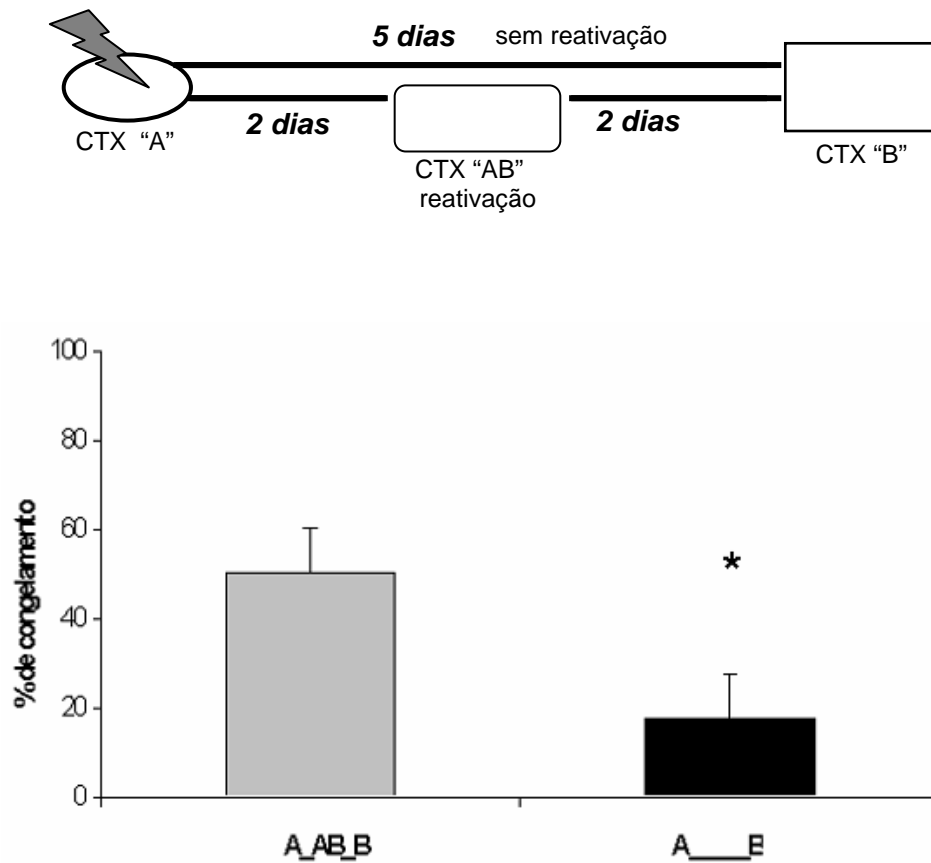 5 dias sem reativação
2 dias
2 dias
CTX "A"
CTX "AB"
reativação
CTX "B"
100
80
60
40
20
0
% de congelamento
*
A_AB_B
A____B